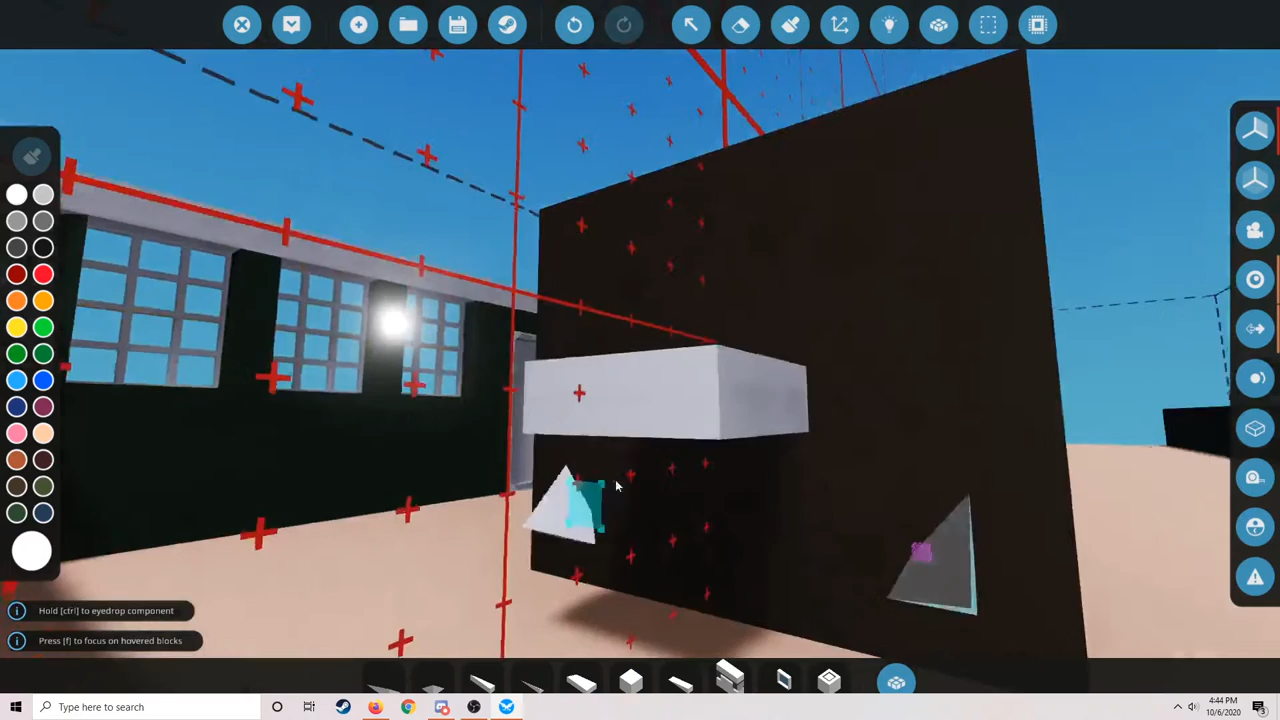 Hold [ctrl] to eyedrop component
Press [f] to focus on hovered blocks
Type here to search
4:44 PM
10/6/2020
3